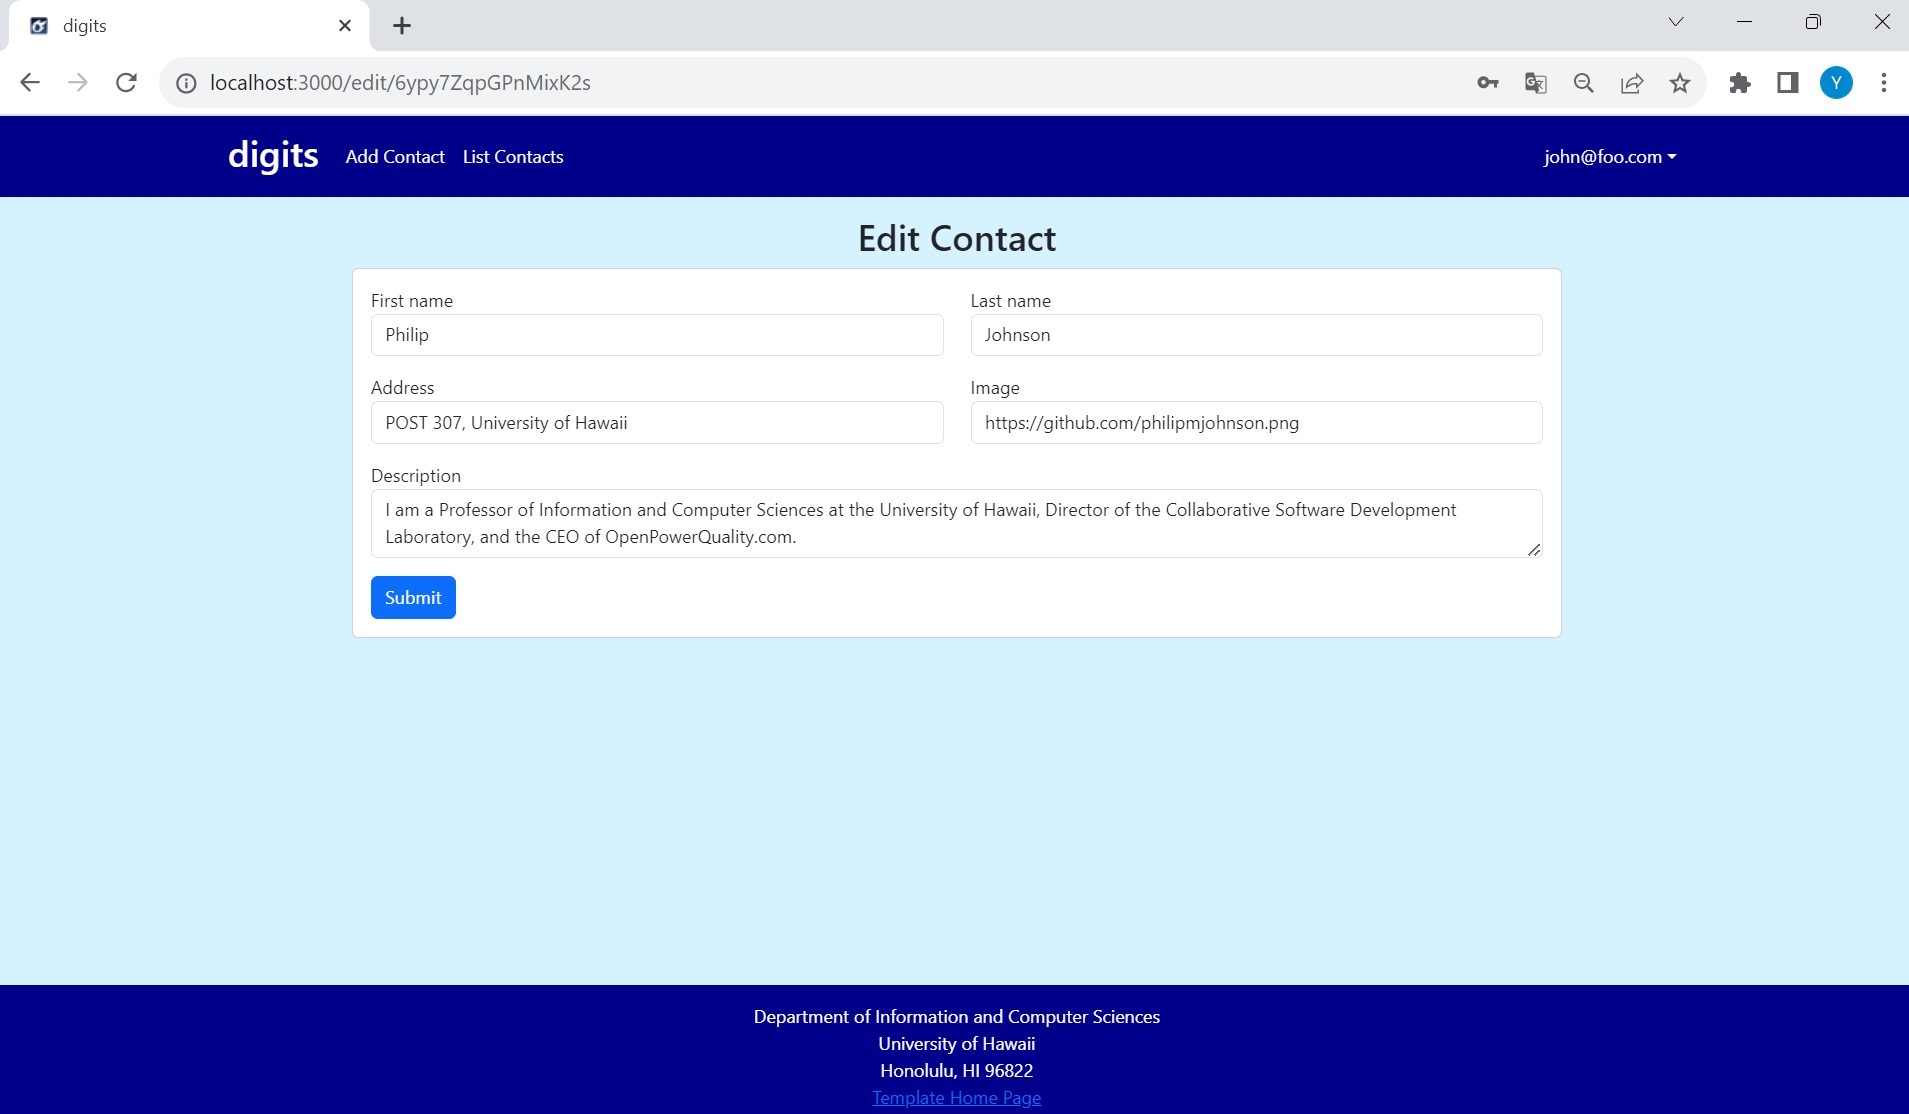 digits
localhost:3000/edit/6ypy7ZqpGPnMixK2s
Y
digits Add Contact List Contacts john@foo.com
Edit Contact
First name Last name
Philip Johnson
Address Image
POST 307, University of Hawaii https://github.com/philipmjohnson.png
Description
I am a Professor of Information and Computer Sciences at the University of Hawaii, Director of the Collaborative Software Development
Laboratory, and the CEO of OpenPowerQuality.com.
Submit
Department of Information and Computer Sciences
University of Hawaii
Honolulu, HI 96822
Template Home Page